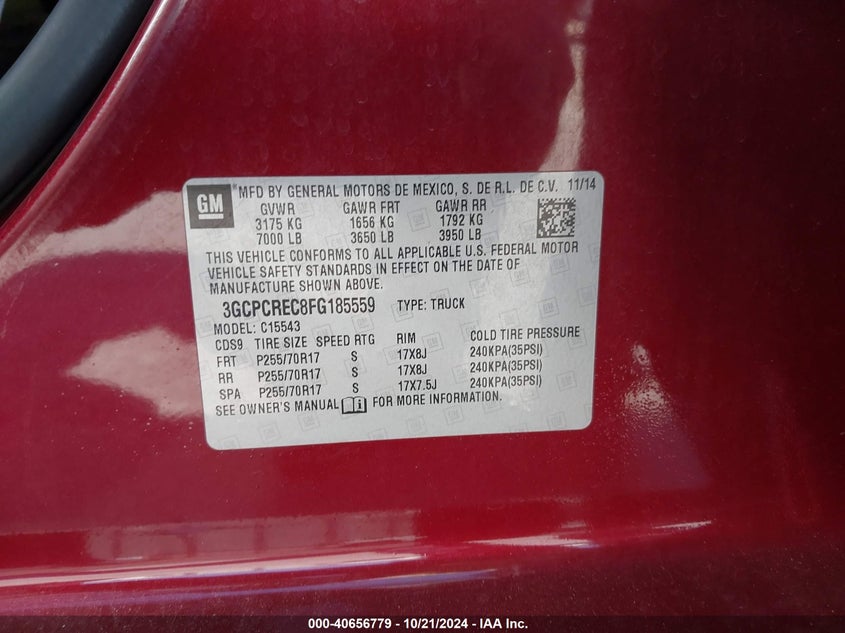 GM
*MFD BY GENERAL MOTORS DE MEXICO, S. DE R.L. DE C.V. 11/14
GVWR GAWR FRT GAWR RR
3175 KG 1656 KG 1792 KG
7000 LB 3650 LB 3950 LB
THIS VEHICLE CONFORMS TO ALL APPLICABLE U.S. FEDERAL MOTOR
VEHICLE SAFETY STANDARDS IN EFFECT ON THE DATE OF
MANUFACTURE SHOWN ABOVE.
3GCPCREC8FG185559 TYPE: TRUCK
MODEL: C15543
CDS9 TIRE SIZE SPEED RTG RIM COLD TIRE PRESSURE
FRT P255/70R17 S 17X8J 240KPA(35PSI)
RR P255/70R17 S 17X8J 240KPA(35PSI)
SPA P255/70R17 S 17X7.5J 240KPA(35PSI)
SEE OWNER'S MANUAL FOR MORE INFORMATION.
000-40656779 - 10/21/2024 - IAA Inc.